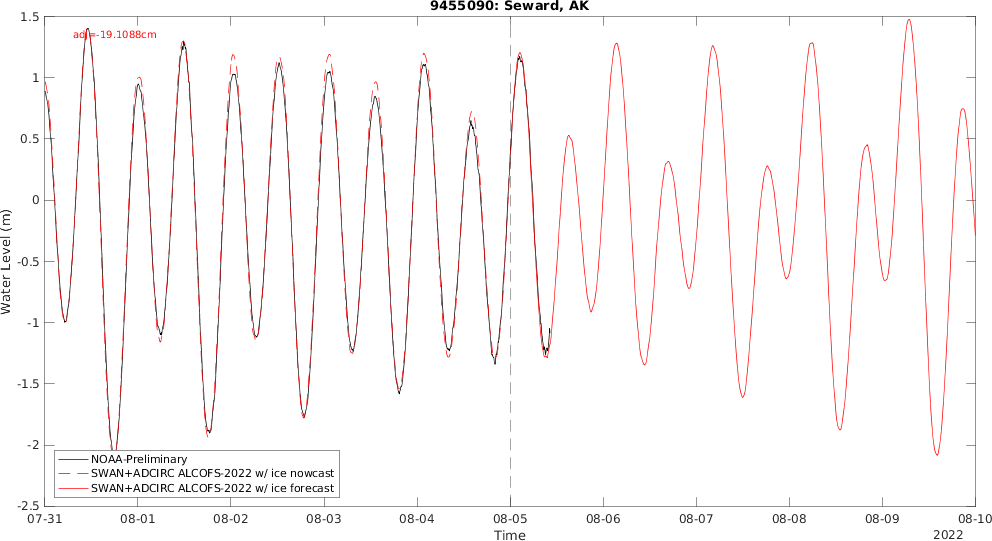 9455090: Seward, AK
adj=-19.1088cm
1.5
1
0.5
0
-0.5
-1
-1.5
-2
-2.5
Water Level (m)
NOAA-Preliminary
SWAN+ADCIRC ALCOFS-2022 w/ ice nowcast
SWAN+ADCIRC ALCOFS-2022 w/ ice forecast
07-31 08-01 08-02 08-03 08-04 08-05 08-06 08-07 08-08 08-09 08-10
Time
2022